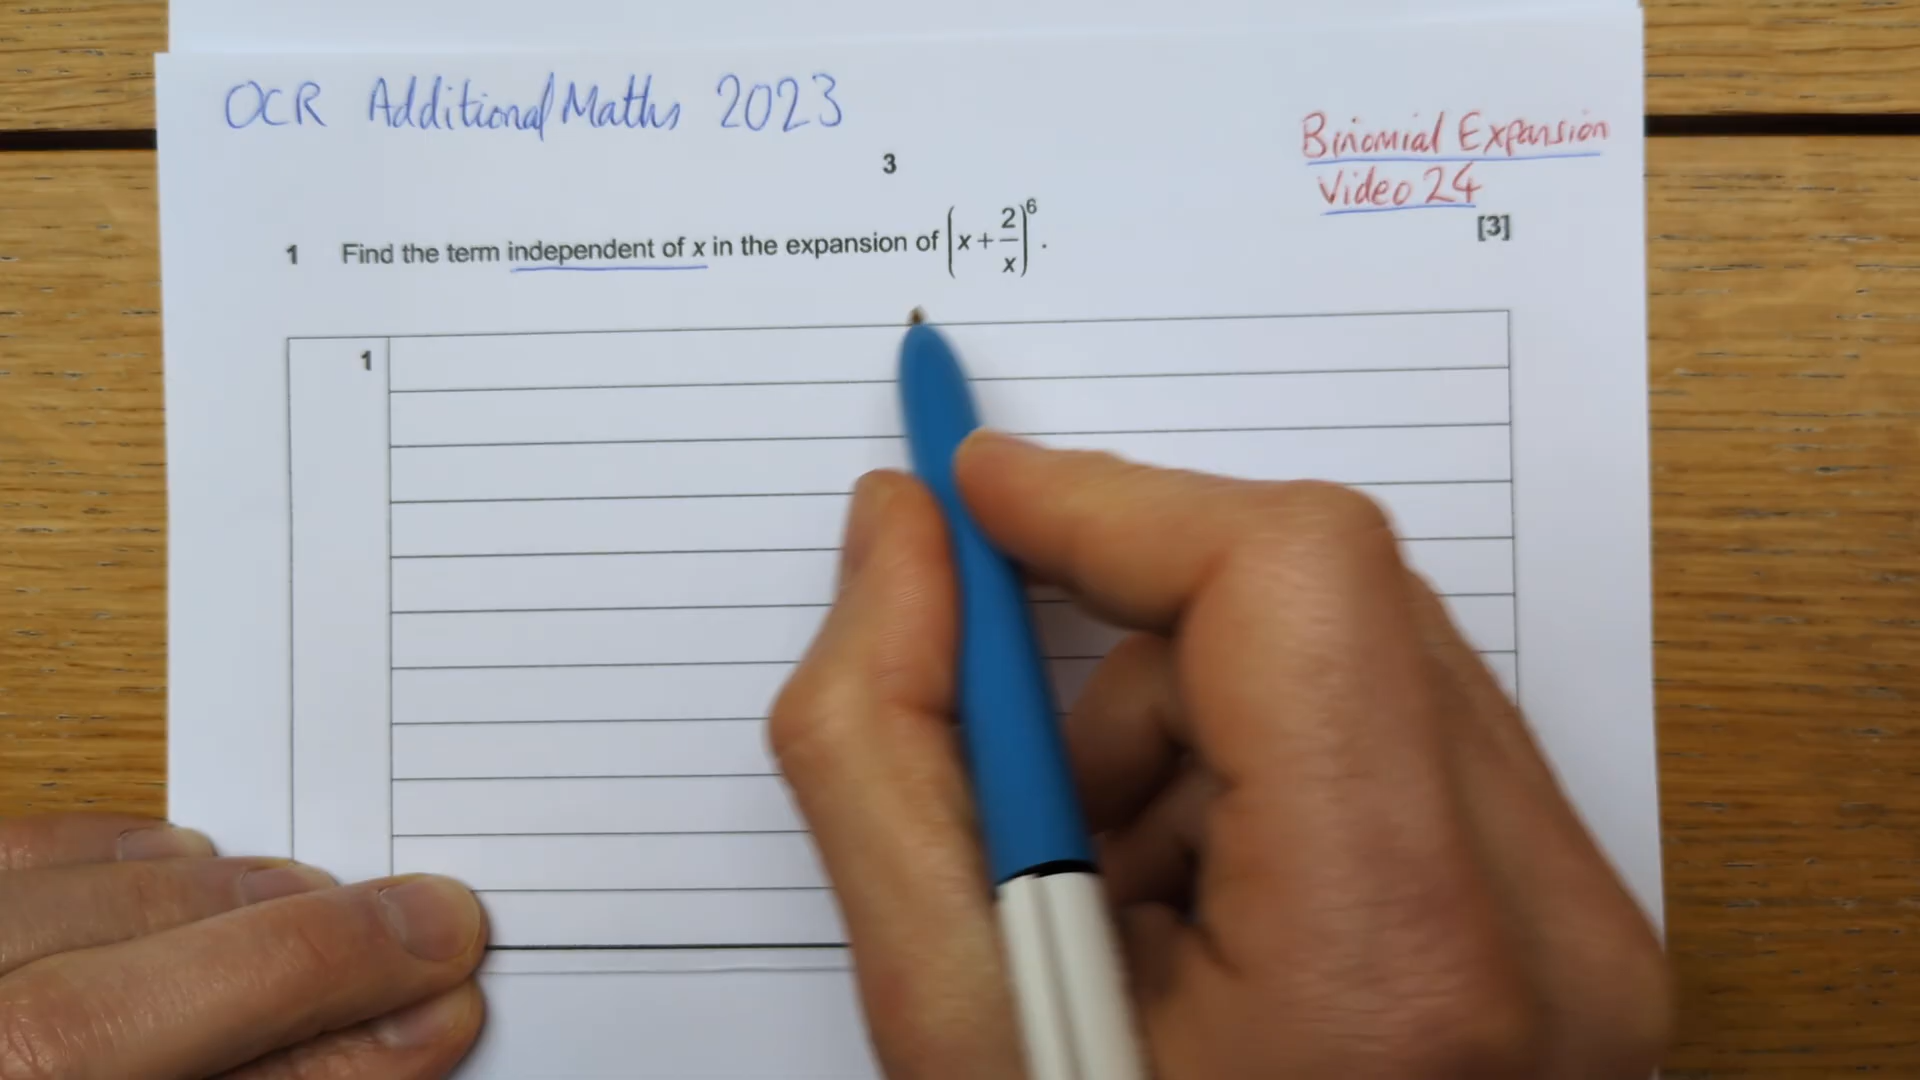 OCR Additional Maths 2023
Binomial Expansion
Video 24
3
[3]
1 Find the term independent of x in the expansion of (x + 2/x)^6.
1